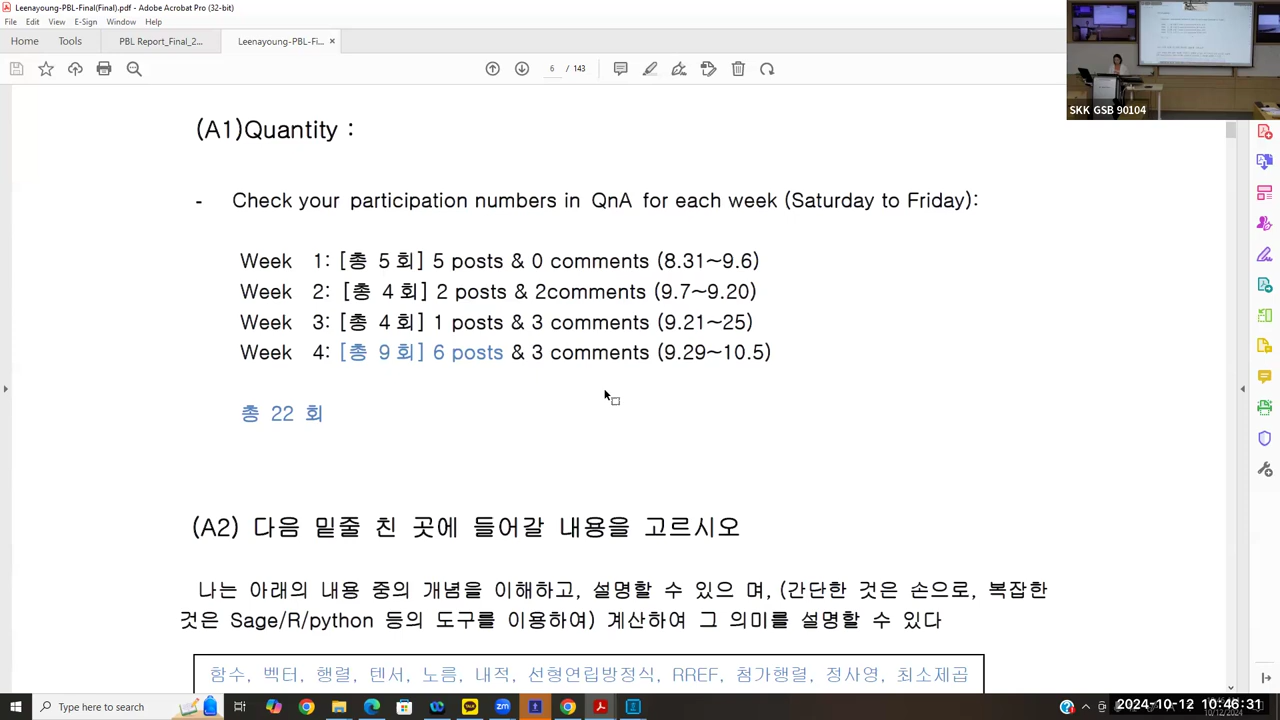 Leenayoung-PBL-Final(Final).pdf - Adobe Acrobat Pro (32-bit)
File Edit View E-Sign Window Help
Home PBL Report_Final_2... Leenayoung-PBL-Fi... ×
/ 143
SKK GSB 90104
(A1)Quantity :
- Check your participation numbers in QnA for each week (Saturday to Friday):
Week 1: [총 5 회] 5 posts & 0 comments (8.31~9.6)
Week 2: [총 4 회] 2 posts & 2comments (9.7~9.20)
Week 3: [총 4 회] 1 posts & 3 comments (9.21~25)
Week 4: [총 9 회] 6 posts & 3 comments (9.29~10.5)
총 22 회
(A2) 다음 밑줄 친 곳에 들어갈 내용을 고르시오
나는 아래의 내용 중의 개념을 이해하고, 설명할 수 있으 며, (간단한 것은 손으로, 복잡한
것은 Sage/R/python 등의 도구를 이용하여) 계산하여 그 의미를 설명할 수 있다
함수, 벡터, 행렬, 텐서, 노름, 내적, 선형연립방정식, RREF, 첨가행렬, 정사영, 최소제곱
Type here to search
2024-10-12 10:46:31